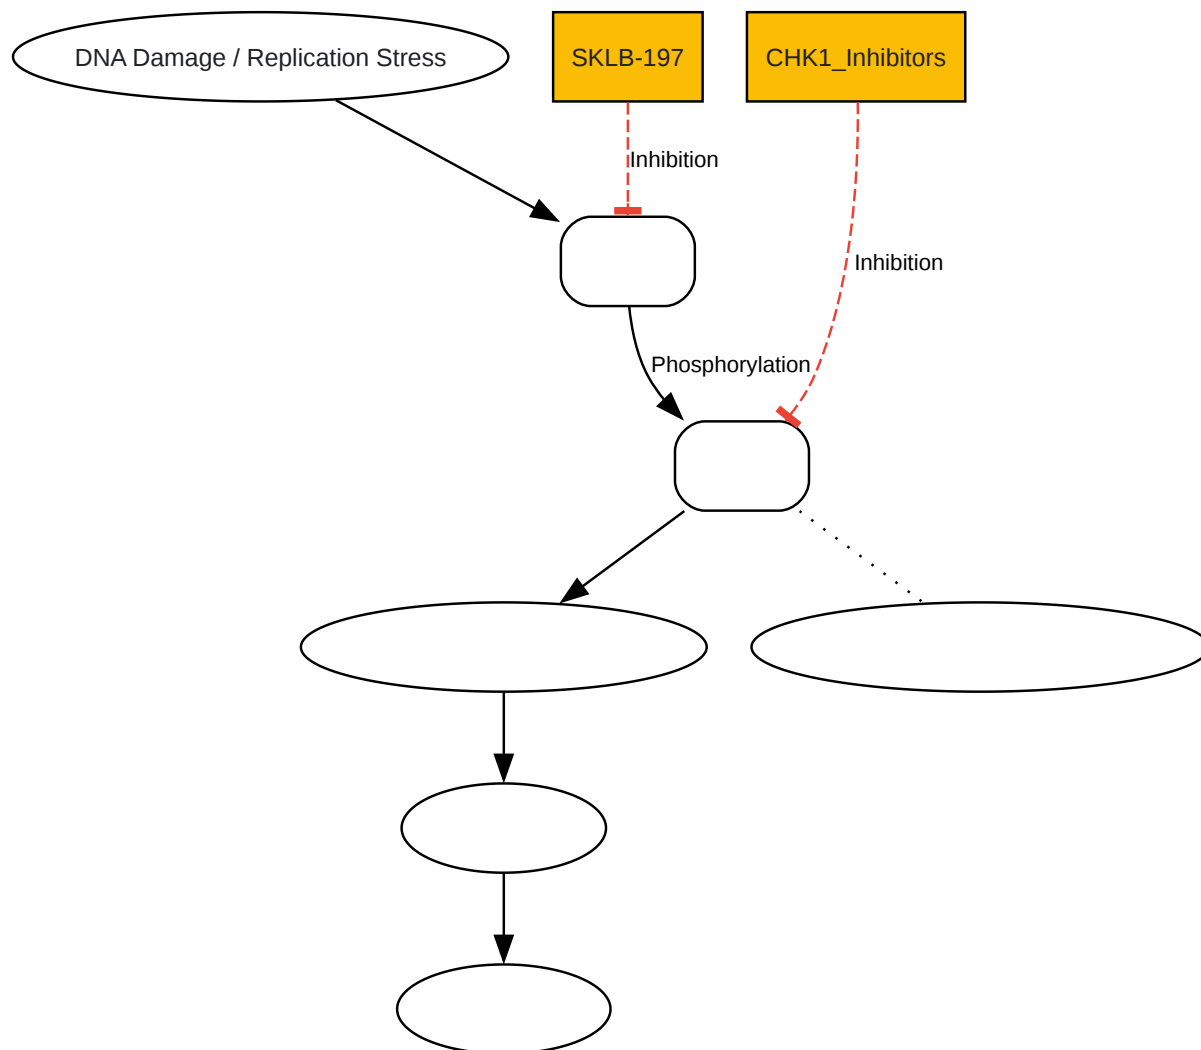 DNA Damage / Replication Stress
SKLB-197
CHK1_Inhibitors
Inhibition
Inhibition
Phosphorylation